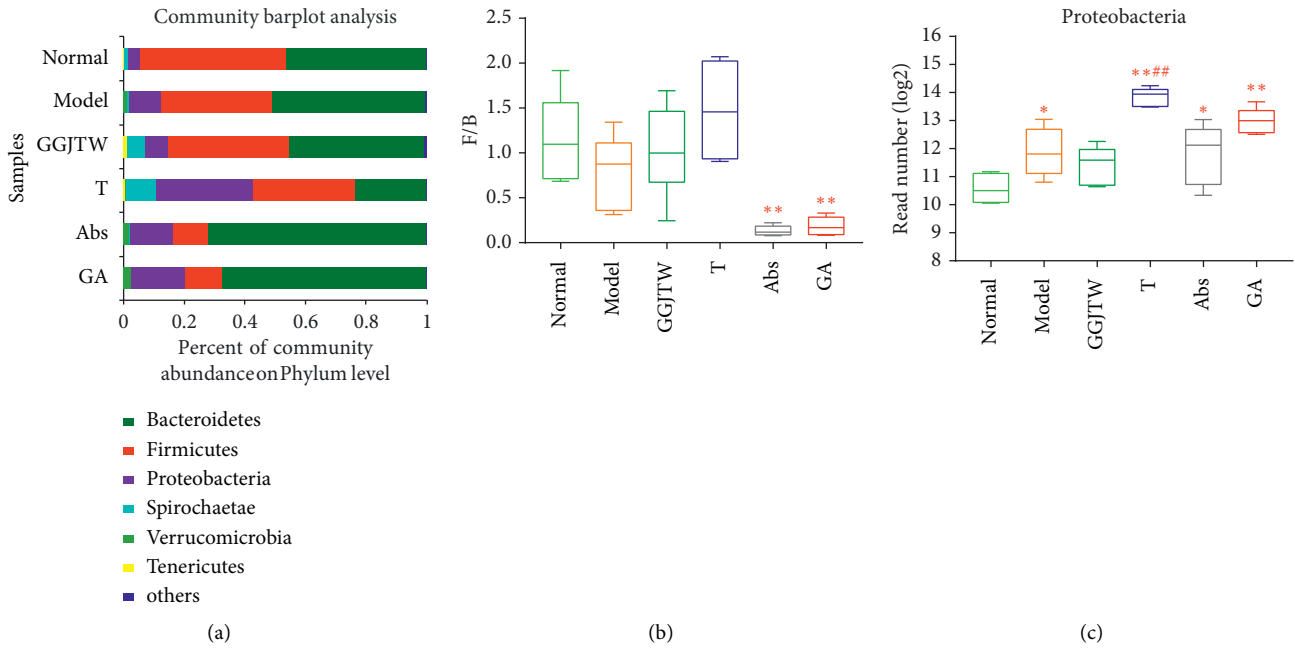 Community barplot analysis
Samples
Normal
Model
GGJTW
T
Abs
GA
0 0.2 0.4 0.6 0.8 1
Percent of community
abundance on Phylum level
Bacteroidetes
Firmicutes
Proteobacteria
Spirochaetae
Verrucomicrobia
Tenericutes
others
(a)
F/B
2.5
2.0
1.5
1.0
0.5
0.0
** **
Normal Model GGJTW T Abs GA
(b)
Proteobacteria
Read number (log2)
16
15
14
13
12
11
10
9
8
* **## * **
Normal Model GGJTW T Abs GA
(c)